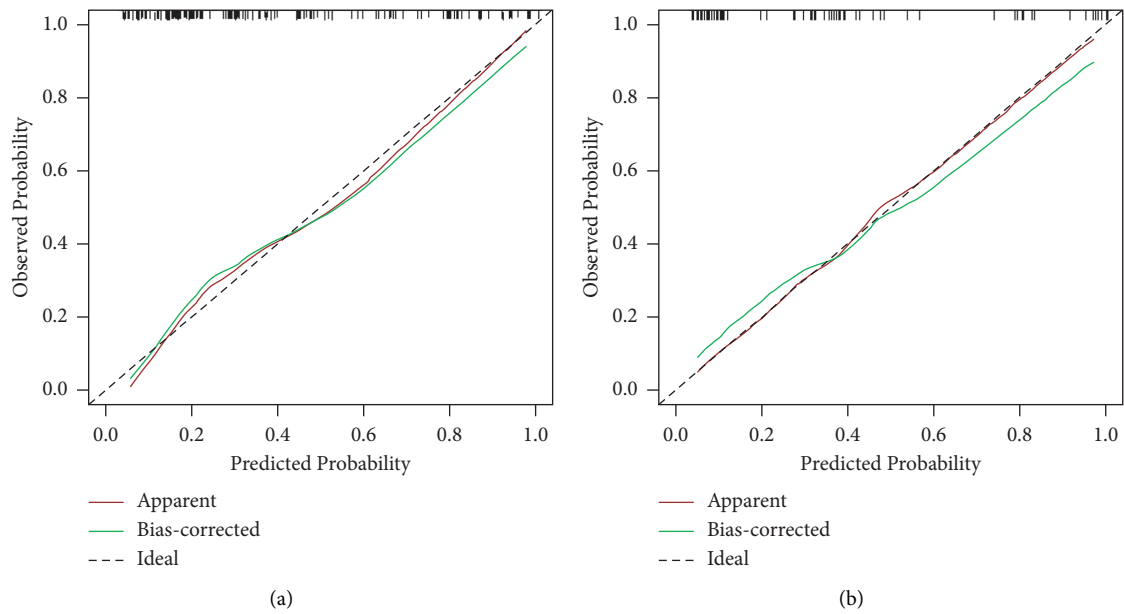 1.0
0.8
0.6
0.4
0.2
0.0
Observed Probability
0.0 0.2 0.4 0.6 0.8 1.0
Predicted Probability
Apparent
Bias-corrected
Ideal
(a)
1.0
0.8
0.6
0.4
0.2
0.0
Observed Probability
0.0 0.2 0.4 0.6 0.8 1.0
Predicted Probability
Apparent
Bias-corrected
Ideal
(b)